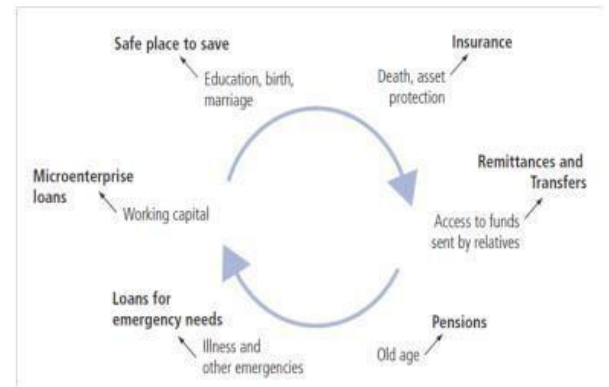 Safe place to save
Education, birth,
marriage
Insurance
Death, asset
protection
Remittances and
Transfers
Access to funds
sent by relatives
Pensions
Old age
Loans for
emergency needs
Illness and
other emergencies
Microenterprise
loans
Working capital